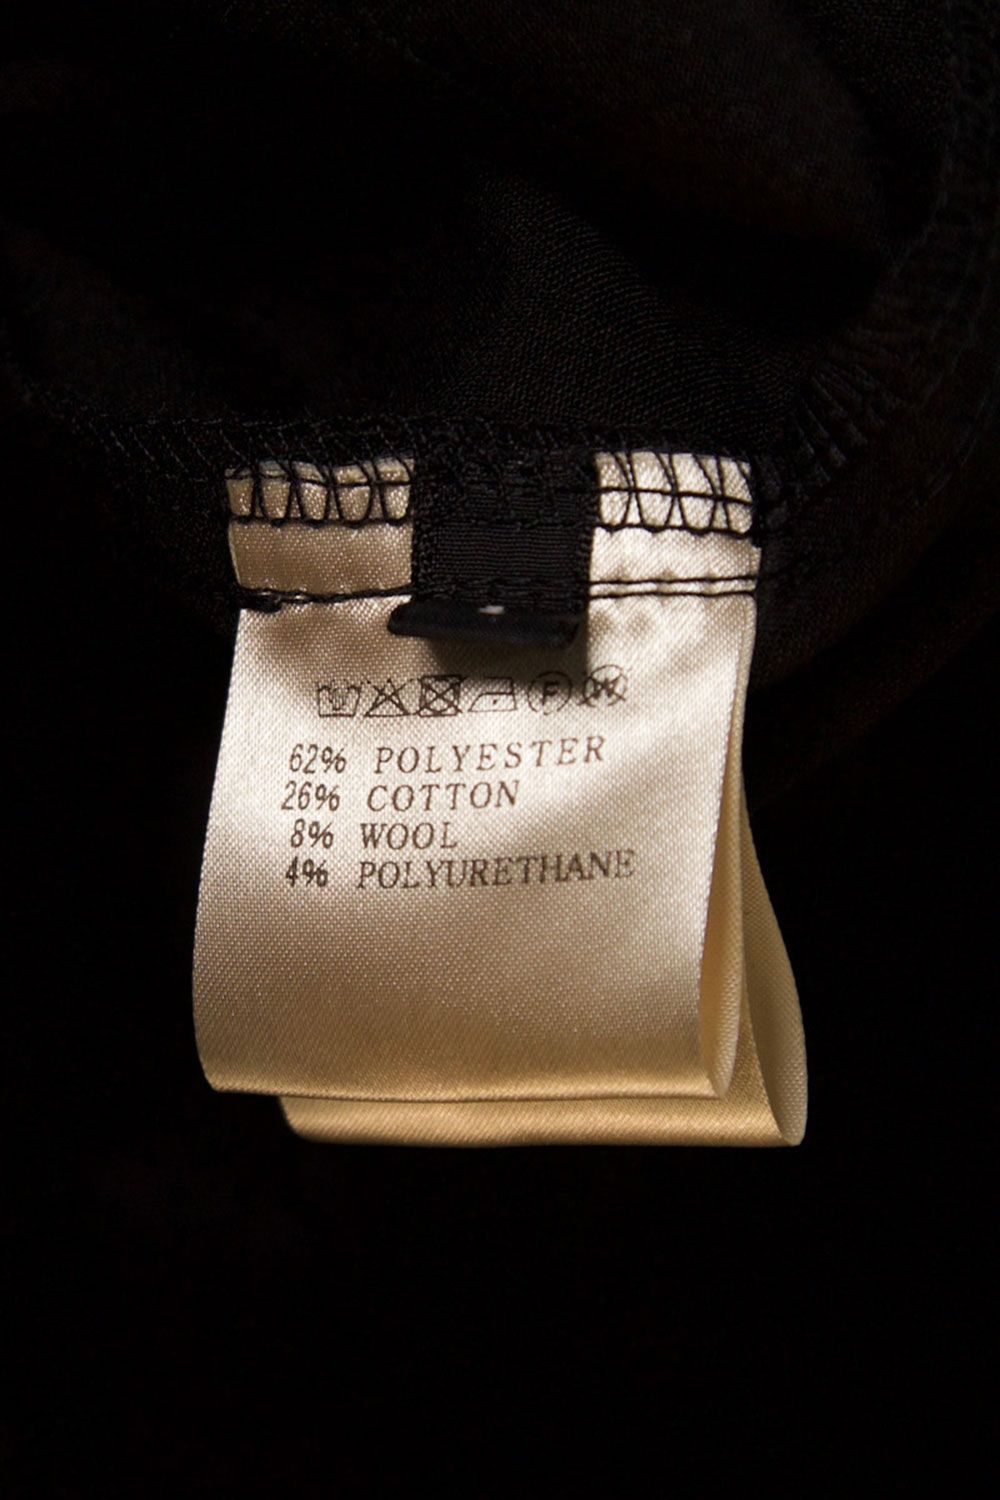 F W
62% POLYESTER
26% COTTON
8% WOOL
4% POLYURETHANE